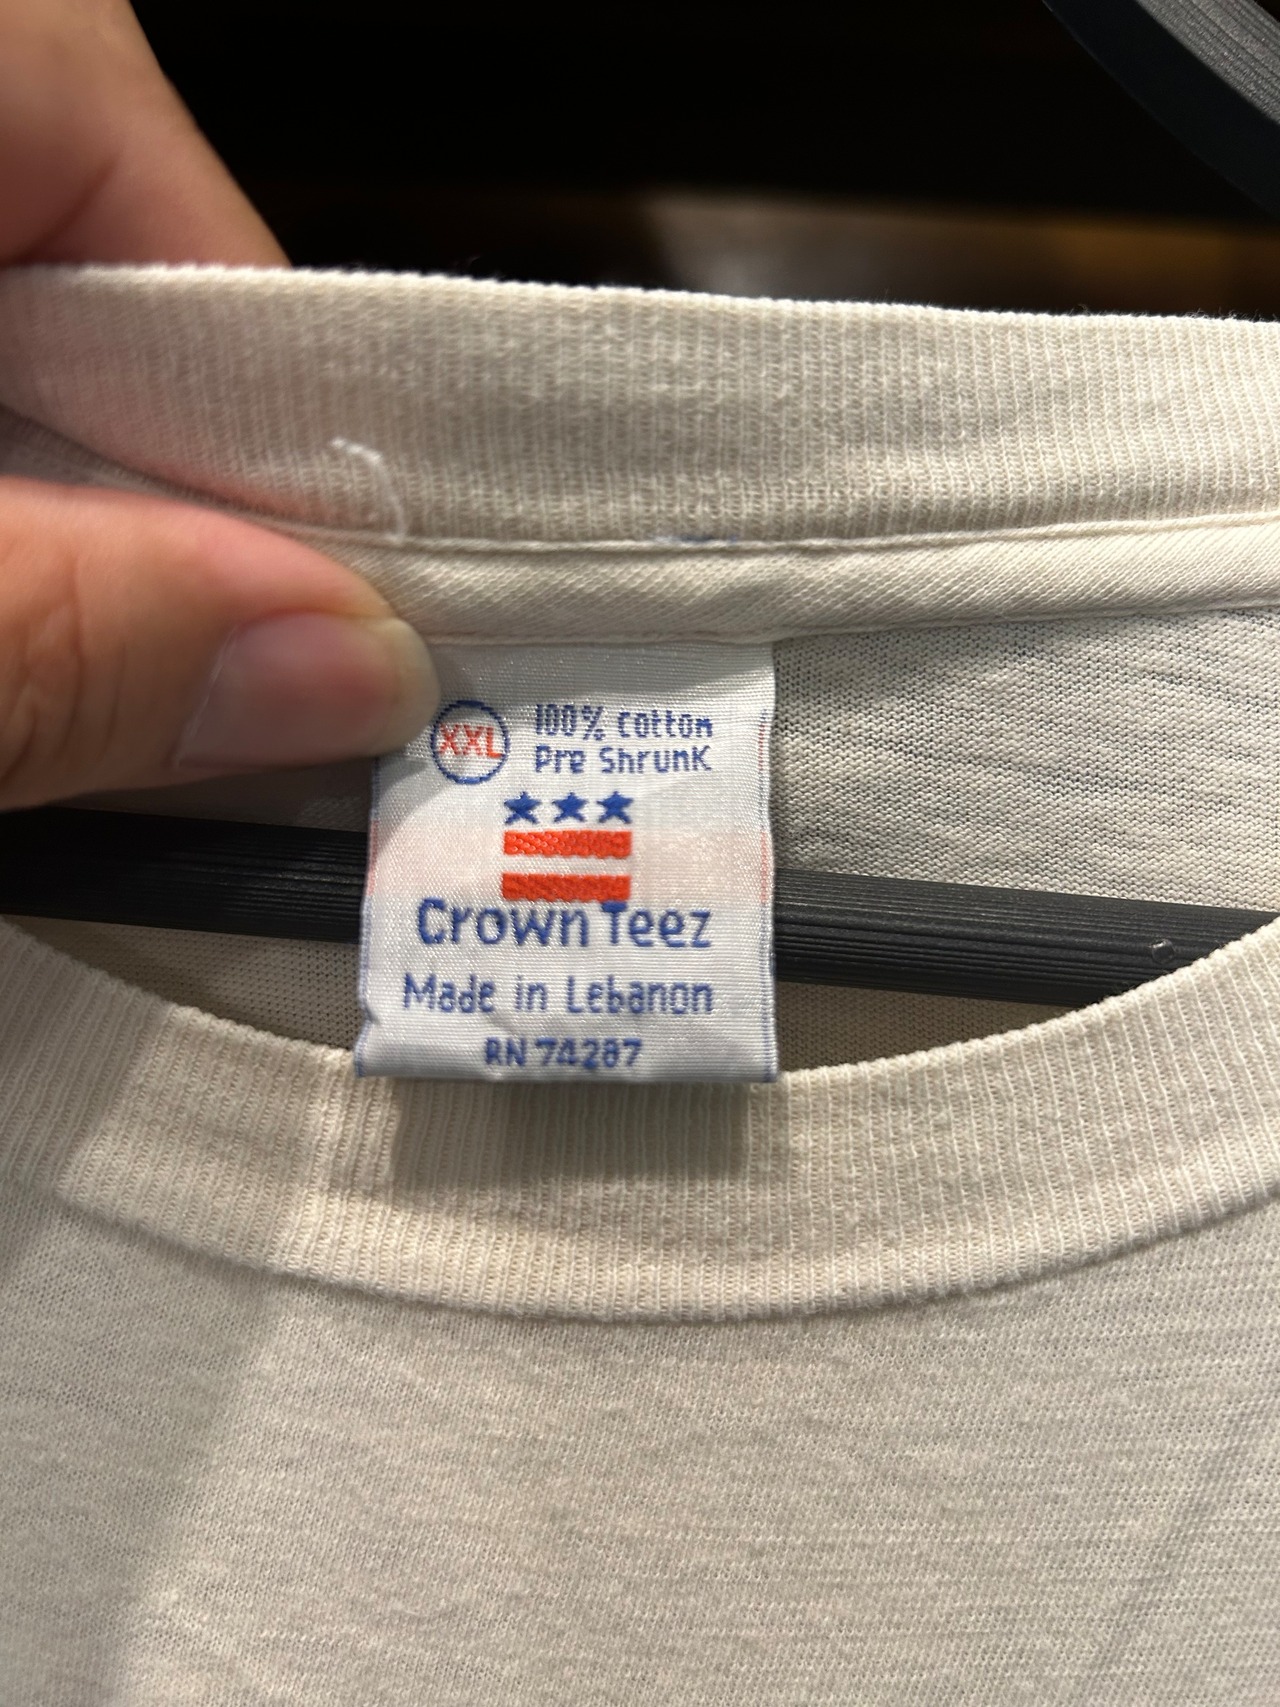 XXL 100% cotton
Pre Shrunk
Crown Teez
Made in Lebanon
RN 74287